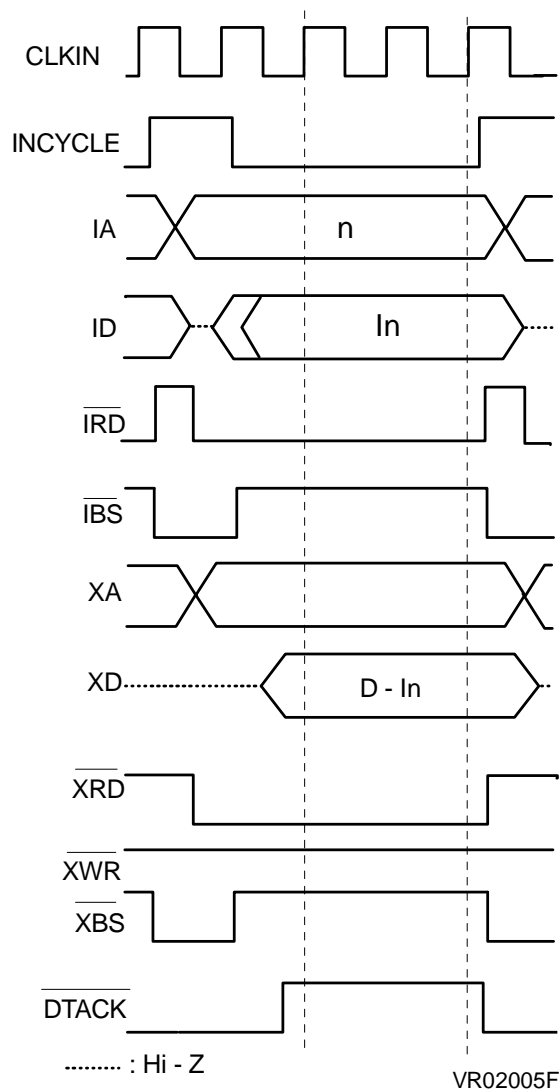 CLKIN
INCYCLE
IA
n
ID
In
IRD
IBS
XA
XD
D - In
XRD
XWR
XBS
DTACK
: Hi - Z
VR02005F